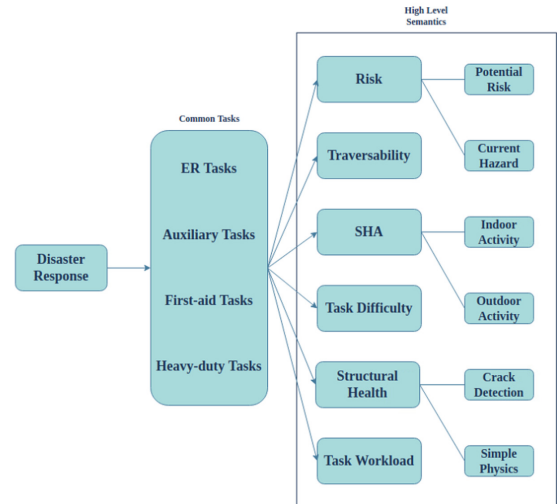 High Level
Semantics
Common Tasks
Disaster
Response
ER Tasks
Auxiliary Tasks
First-aid Tasks
Heavy-duty Tasks
Risk
Potential
Risk
Current
Hazard
Traversability
SHA
Indoor
Activity
Outdoor
Activity
Task Difficulty
Structural
Health
Crack
Detection
Simple
Physics
Task Workload